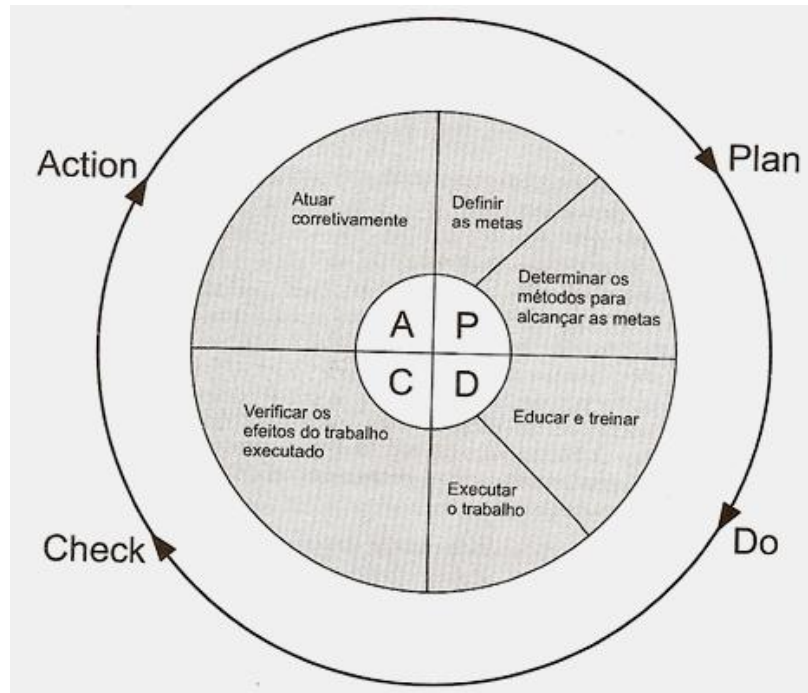 Action
Plan
Atuar
corretivamente
Definir
as metas
Determinar os
métodos para
alcançar as metas
A
P
C
D
Verificar os
efeitos do trabalho
executado
Educar e treinar
Executar
o trabalho
Check
Do